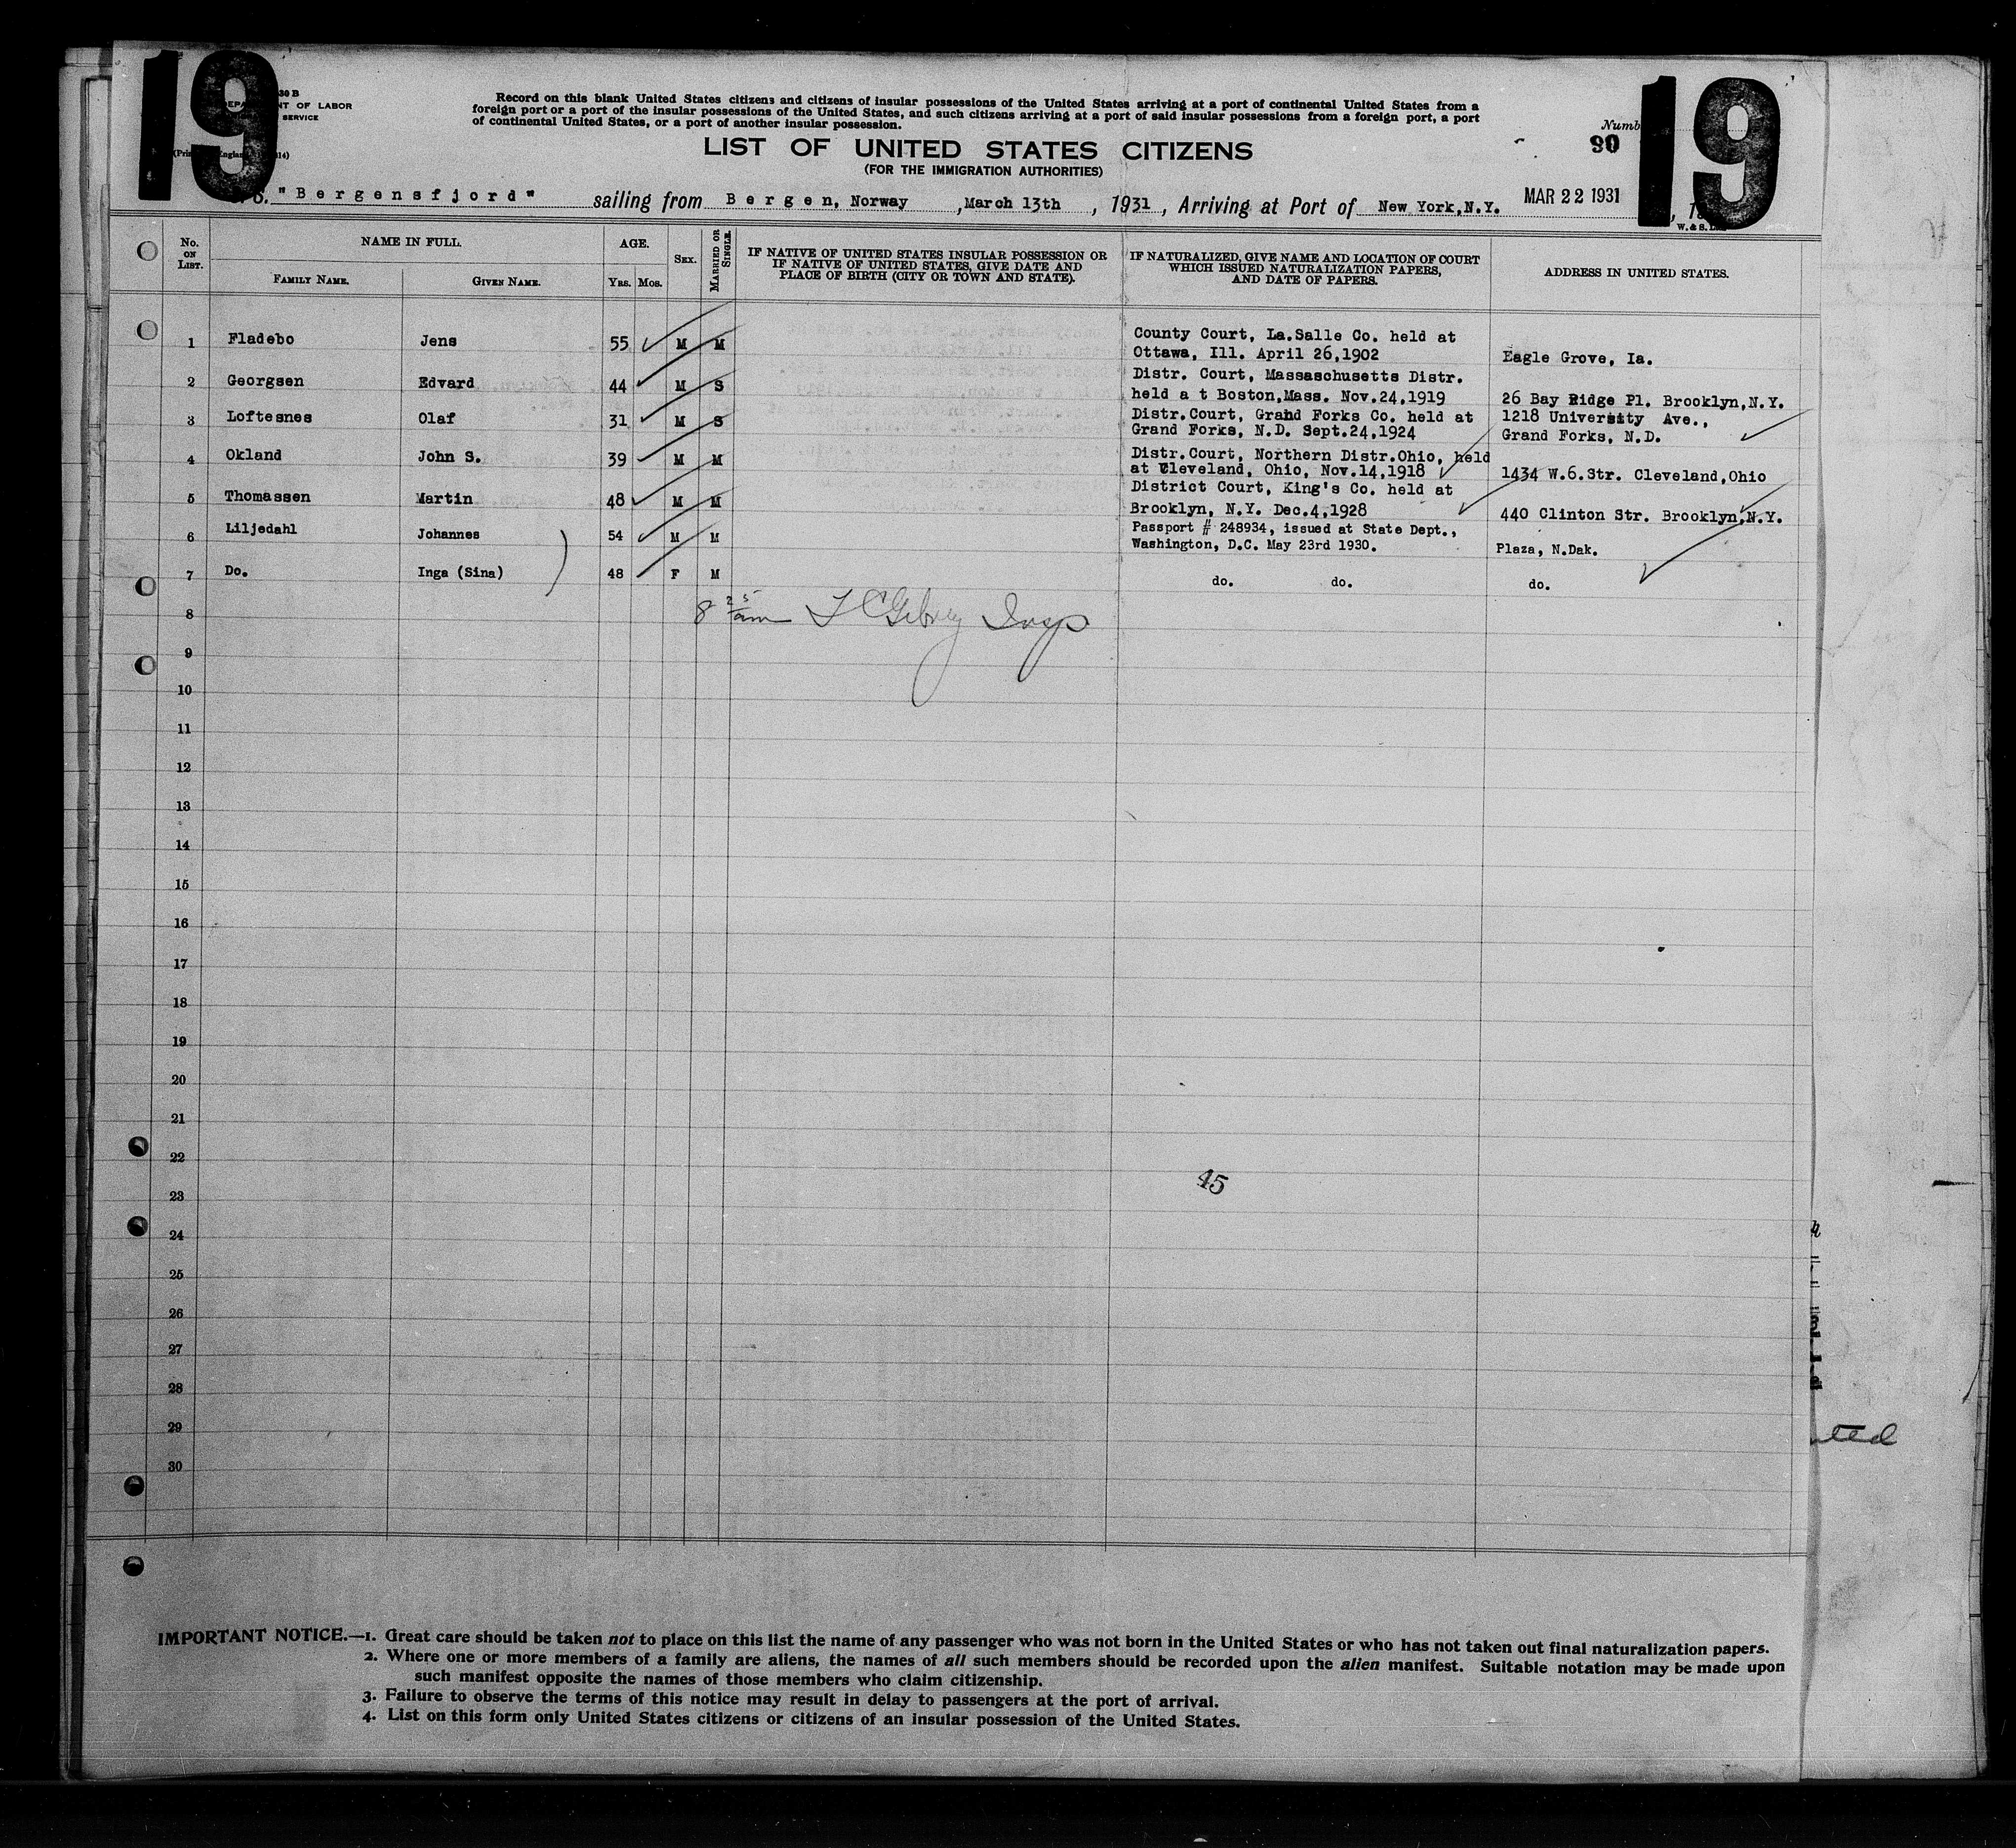 19
19
30 B
OF LABOR
SERVICE
Record on this blank United States citizens and citizens of insular possessions of the United States arriving at a port of continental United States from a
foreign port or a port of the insular possessions of the United States, and such citizens arriving at a port of said insular possessions from a foreign port, a port
of continental United States, or a port of another insular possession.
90
LIST OF UNITED STATES CITIZENS
(FOR THE IMMIGRATION AUTHORITIES)
S. "Bergensfjord" sailing from Bergen, Norway ,March 13th , 1931 , Arriving at Port of New York,N.Y. MAR 22 1931
No. ON LIST.
NAME IN FULL.
FAMILY NAME. GIVEN NAME.
AGE.
YRS. MOS.
SEX.
MARRIED OR SINGLE.
IF NATIVE OF UNITED STATES INSULAR POSSESSION OR
IF NATIVE OF UNITED STATES, GIVE DATE AND
PLACE OF BIRTH (CITY OR TOWN AND STATE).
IF NATURALIZED, GIVE NAME AND LOCATION OF COURT
WHICH ISSUED NATURALIZATION PAPERS,
AND DATE OF PAPERS.
ADDRESS IN UNITED STATES.
1 Fladebo Jens 55 M M County Court, La.Salle Co. held at
Ottawa, Ill. April 26,1902 Eagle Grove, Ia.
2 Georgsen Edvard 44 M S Distr. Court, Massaschusetts Distr.
held a t Boston,Mass. Nov.24,1919 26 Bay Ridge Pl. Brooklyn,N.Y.
3 Loftesnes Olaf 31 M S Distr.Court, Grand Forks Co. held at 1218 University Ave.,
Grand Forks, N.D. Sept.24,1924 Grand Forks, N.D.
4 Okland John S. 39 M M Distr.Court, Northern Distr.Ohio, held
at Cleveland, Ohio, Nov.14,1918 1434 W.6.Str. Cleveland,Ohio
5 Thomassen Martin 48 M M District Court, King's Co. held at
Brooklyn, N.Y. Dec.4,1928 440 Clinton Str. Brooklyn,N.Y.
6 Liljedahl Johannes 54 M M Passport # 248934, issued at State Dept.,
Washington, D.C. May 23rd 1930. Plaza, N.Dak.
7 Do. Inga (Sina) 48 F M do. do. do.
8 8 25 am Insp
9
10
11
12
13
14
15
16
17
18
19
20
21
22
23 45
24
25
26
27
28
29
30
IMPORTANT NOTICE.—1. Great care should be taken not to place on this list the name of any passenger who was not born in the United States or who has not taken out final naturalization papers.
2. Where one or more members of a family are aliens, the names of all such members should be recorded upon the alien manifest. Suitable notation may be made upon
such manifest opposite the names of those members who claim citizenship.
3. Failure to observe the terms of this notice may result in delay to passengers at the port of arrival.
4. List on this form only United States citizens or citizens of an insular possession of the United States.